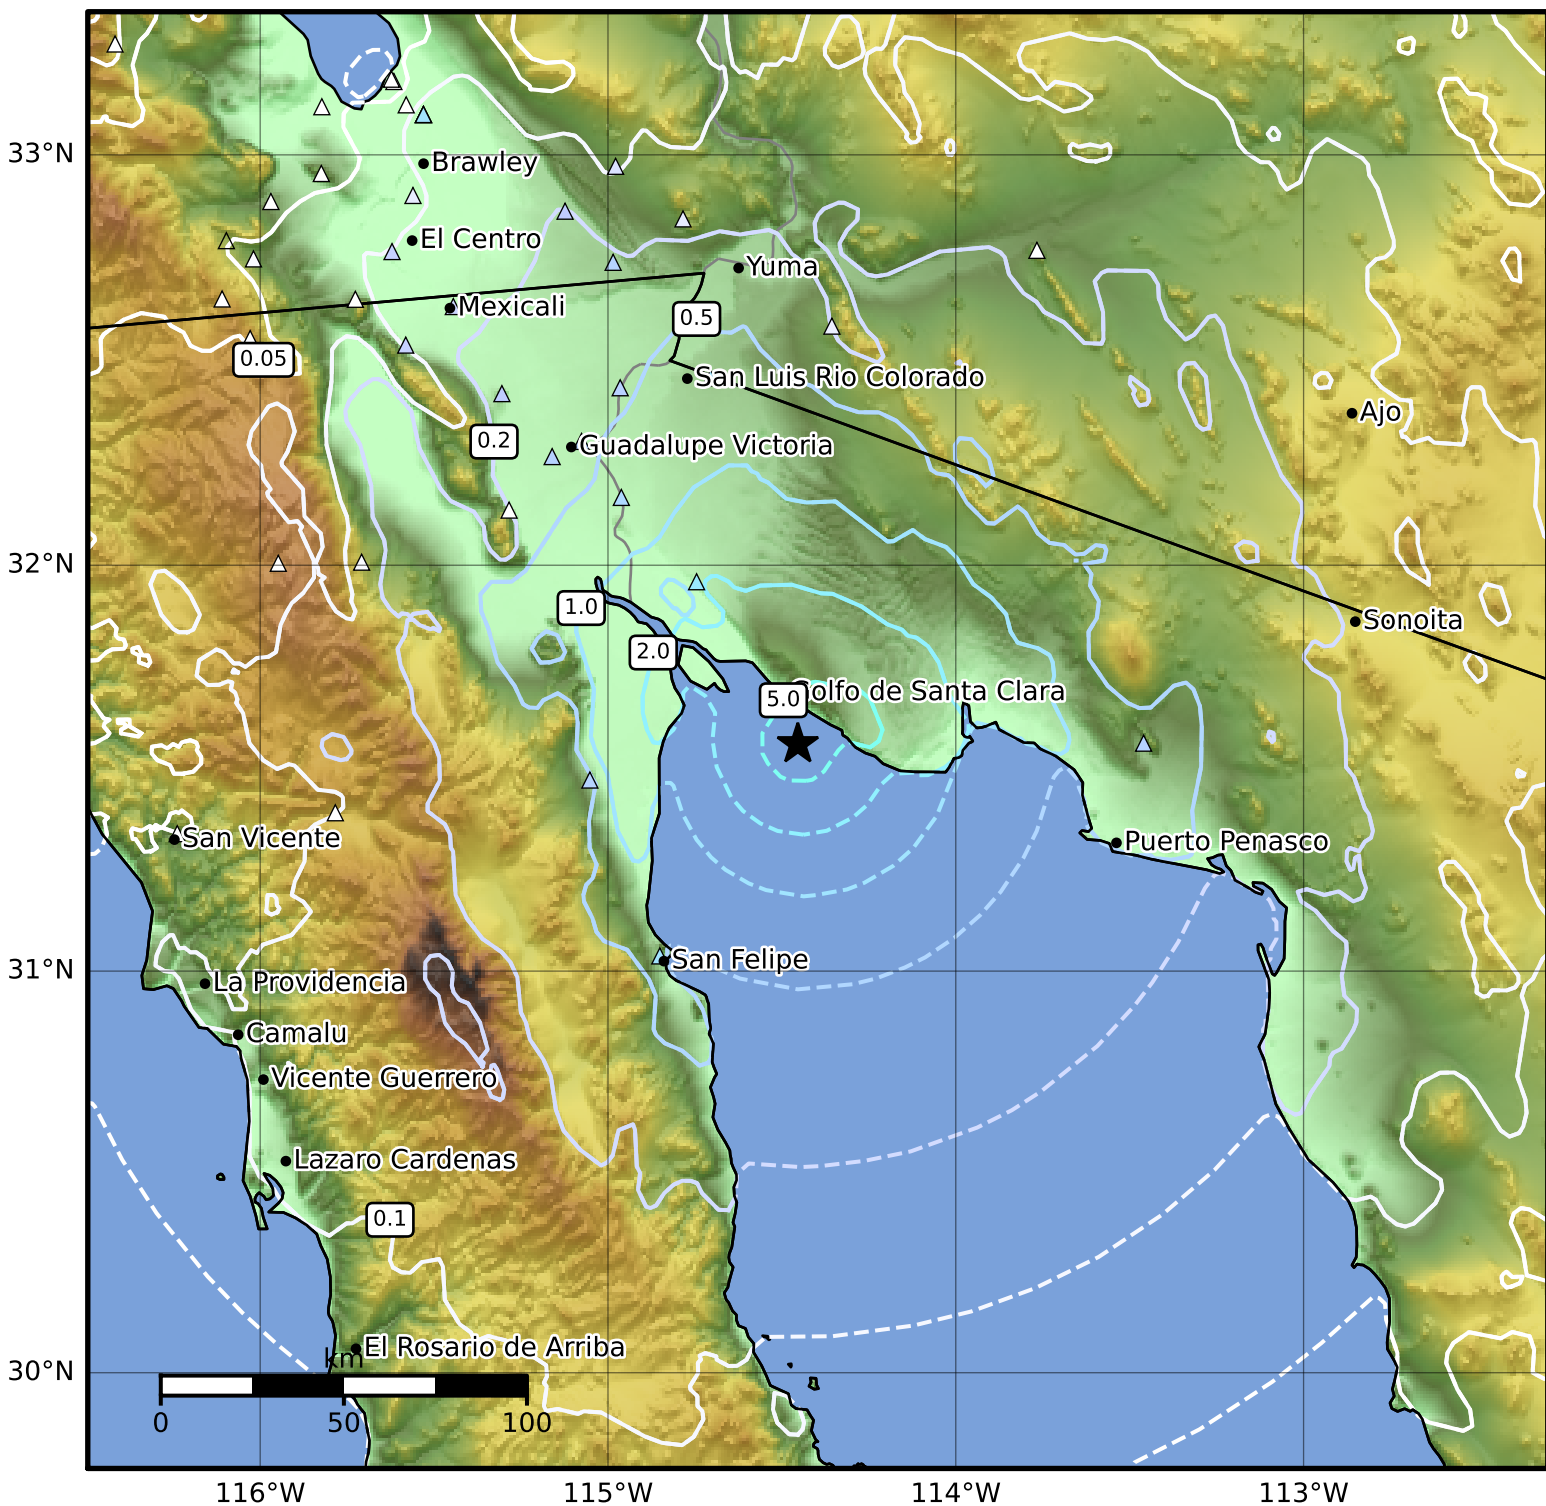 33°N
Brawley
El Centro
Yuma
Mexicali
0.5
0.05
San Luis Rio Colorado
Ajo
0.2
Guadalupe Victoria
32°N
1.0
Sonoita
2.0
5.0
Golfo de Santa Clara
San Vicente
Puerto Penasco
San Felipe
31°N
La Providencia
Camalu
Vicente Guerrero
Lazaro Cardenas
0.1
El Rosario de Arriba
km
30°N
0 50 100
116°W 115°W 114°W 113°W